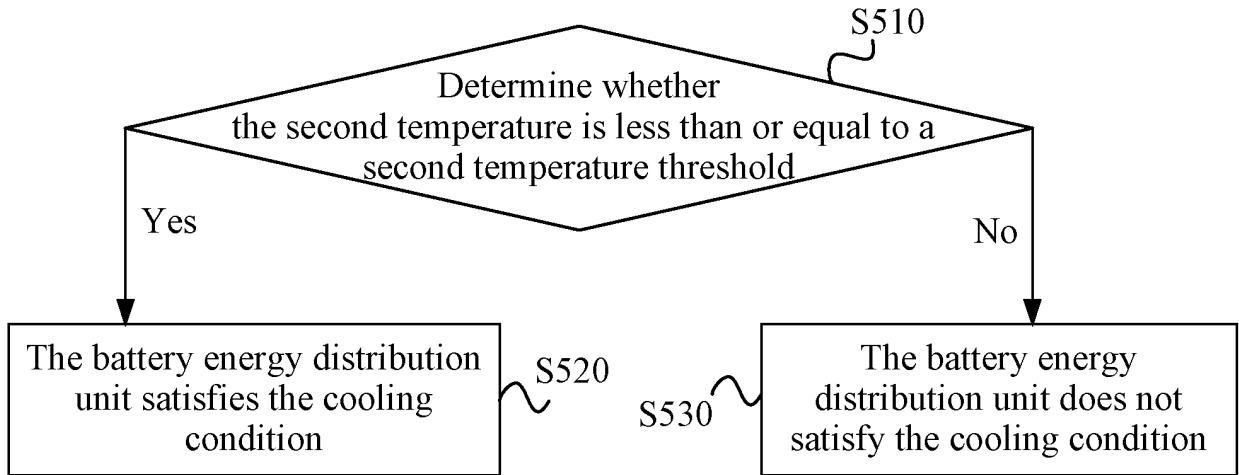 S510
Determine whether
the second temperature is less than or equal to a
second temperature threshold
Yes
No
The battery energy distribution
unit satisfies the cooling
condition
S520
S530
The battery energy
distribution unit does not
satisfy the cooling condition